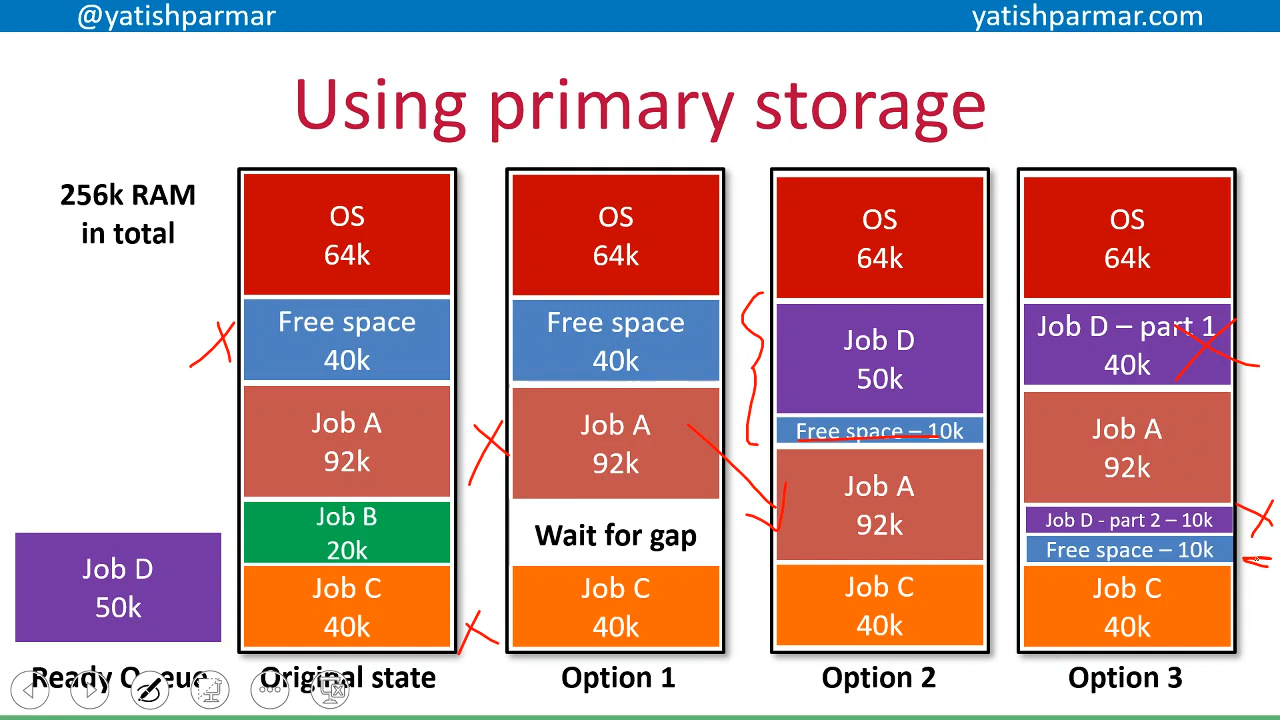 @yatishparmar
yatishparmar.com
Using primary storage
256k RAM
in total
Job D
50k
Ready Queue
OS
64k
Free space
40k
Job A
92k
Job B
20k
Job C
40k
Original state
OS
64k
Free space
40k
Job A
92k
Wait for gap
Job C
40k
Option 1
OS
64k
Job D
50k
Free space – 10k
Job A
92k
Job C
40k
Option 2
OS
64k
Job D – part 1
40k
Job A
92k
Job D - part 2 – 10k
Free space – 10k
Job C
40k
Option 3